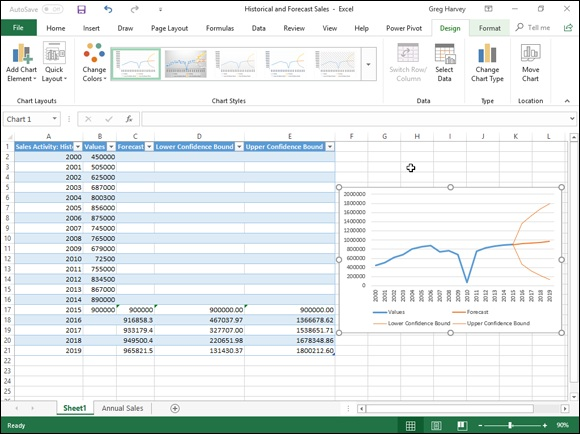 AutoSave Off Historical and Forecast Sales - Excel Greg Harvey
File Home Insert Draw Page Layout Formulas Data Review View Help Power Pivot Design Format Tell me
Add Chart Element Quick Layout Change Colors Switch Row/Column Select Data Change Chart Type Move Chart
Chart Layouts Chart Styles Data Type Location
Chart 1 fx
A B C D E F G H I J K L
1 Sales Activity: Histo Values Forecast Lower Confidence Bound Upper Confidence Bound
2 2000 450000
3 2001 505000
4 2002 625000
5 2003 687000
6 2004 800300
7 2005 856000
8 2006 875000
9 2007 745000
10 2008 765000
11 2009 679000
12 2010 72500
13 2011 755000
14 2012 834500
15 2013 867000
16 2014 890000
17 2015 900000 900000 900000.00 900000.00
18 2016 916858.3 467037.97 1366678.62
19 2017 933179.4 327707.00 1538651.71
20 2018 949500.4 220651.98 1678348.86
21 2019 965821.5 131430.37 1800212.60
22
23
24
25
26
2000000
1800000
1600000
1400000
1200000
1000000
800000
600000
400000
200000
0
2000 2001 2002 2003 2004 2005 2006 2007 2008 2009 2010 2011 2012 2013 2014 2015 2016 2017 2018 2019
Values Forecast
Lower Confidence Bound Upper Confidence Bound
Sheet1 Annual Sales
90%